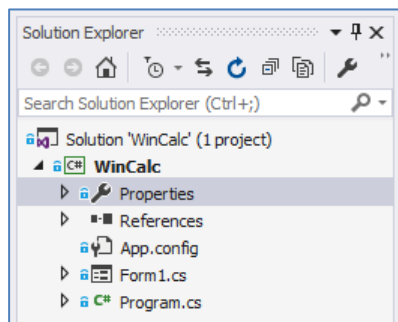 Solution Explorer
Search Solution Explorer (Ctrl+;)
Solution 'WinCalc' (1 project)
C# WinCalc
Properties
References
App.config
Form1.cs
C# Program.cs